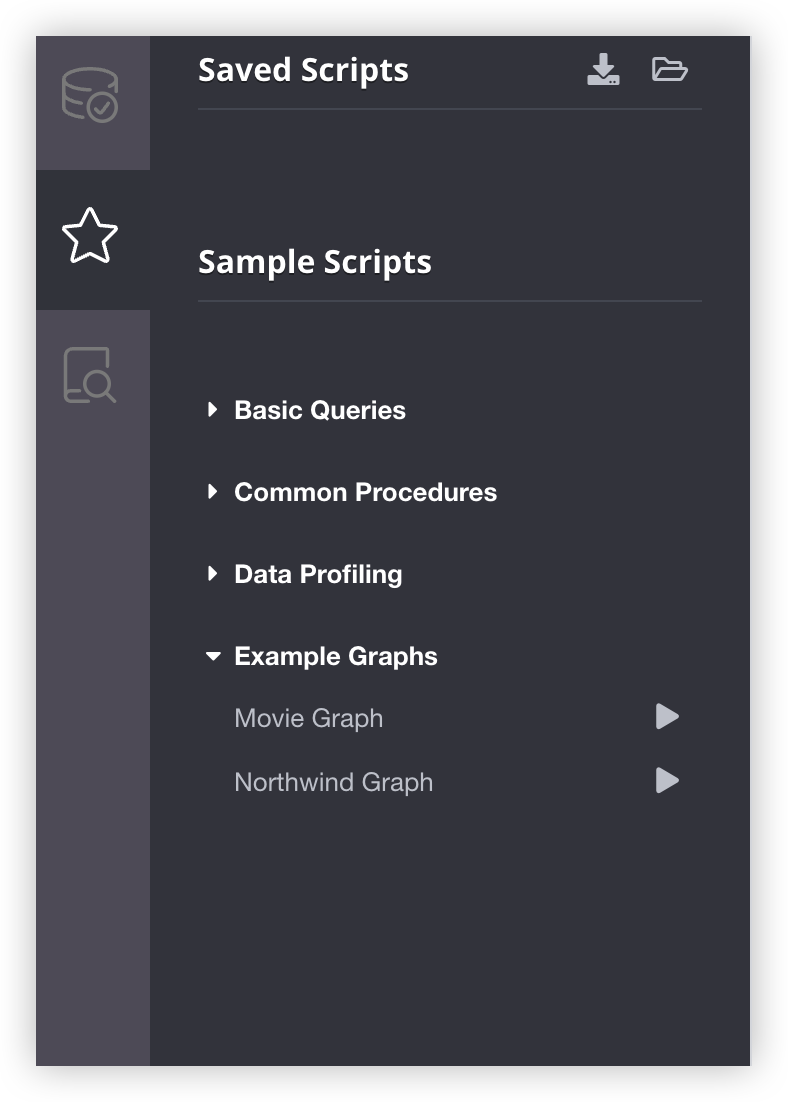 Saved Scripts
Sample Scripts
Basic Queries
Common Procedures
Data Profiling
Example Graphs
Movie Graph
Northwind Graph